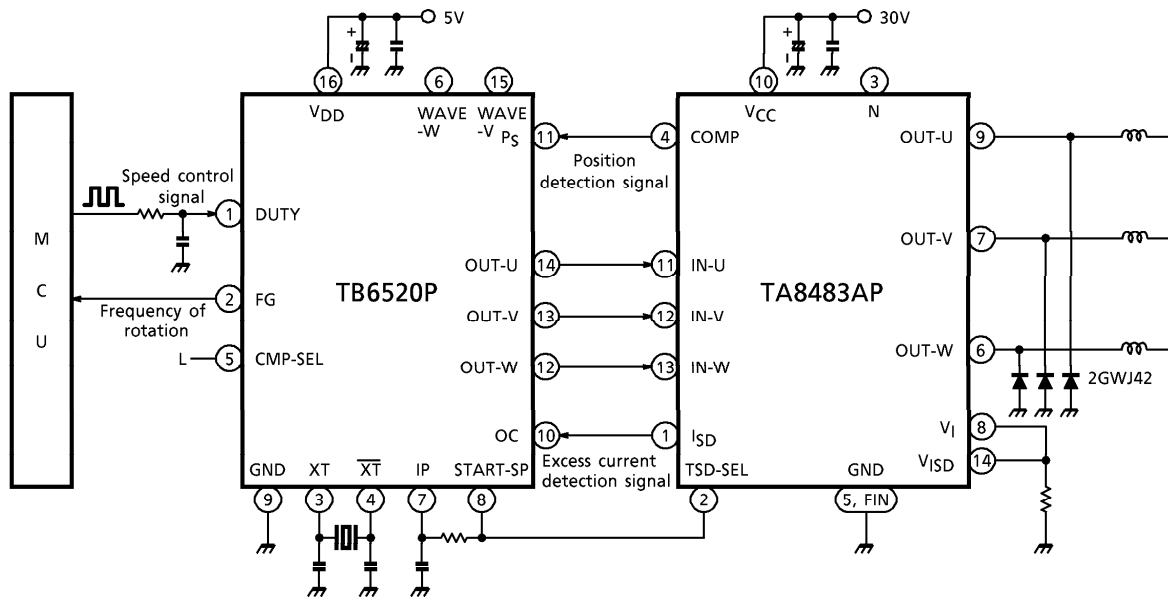 5V
30V
+
-
+
-
16
6
15
10
3
VDD
WAVE
-W
WAVE
-V
PS
11
4
COMP
VCC
N
OUT-U
9
Position
detection signal
Speed control
signal
1
DUTY
M
C
U
OUT-V
7
OUT-U
14
11
IN-U
TB6520P
TA8483AP
2
FG
Frequency of
rotation
OUT-V
13
12
IN-V
L
5
CMP-SEL
OUT-W
12
13
IN-W
OUT-W
6
2GWJ42
OC
10
1
ISD
VI
8
Excess current
detection signal
VISD
14
GND
XT
XT
IP
START-SP
TSD-SEL
GND
9
3
4
7
8
2
5, FIN